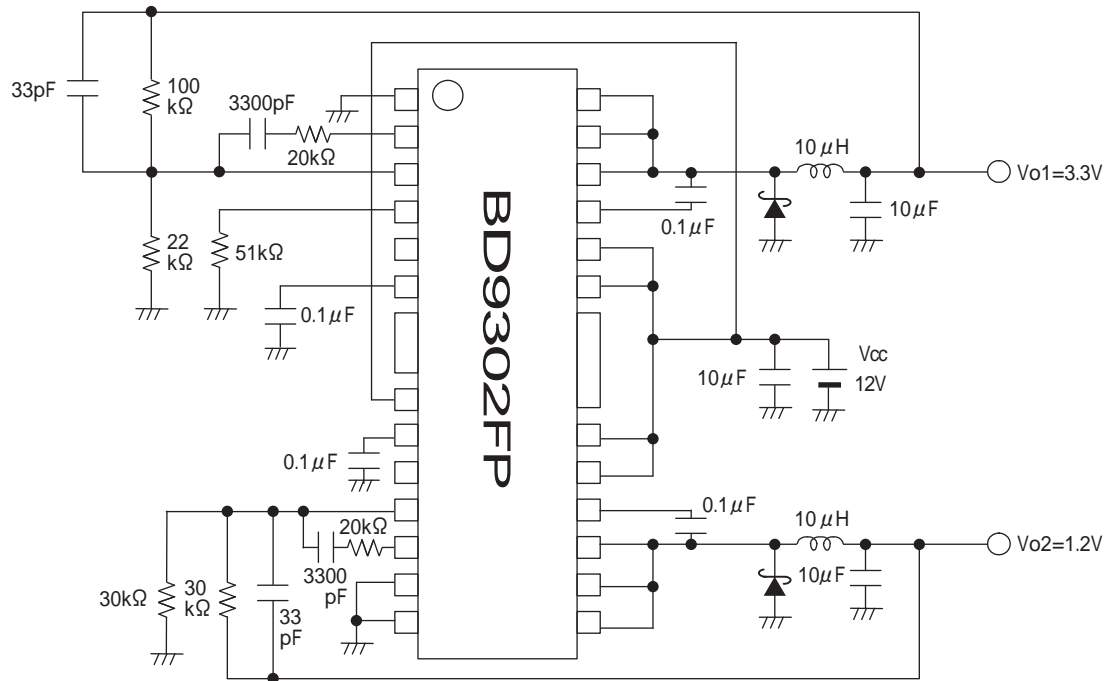 33pF
100
kΩ
3300pF
20kΩ
22
kΩ
51kΩ
0.1μF
0.1μF
20kΩ
3300
pF
30kΩ
30
kΩ
33
pF
BD9302FP
0.1μF
10μH
10μF
Vo1=3.3V
10μF
Vcc
12V
0.1μF
10μH
10μF
Vo2=1.2V